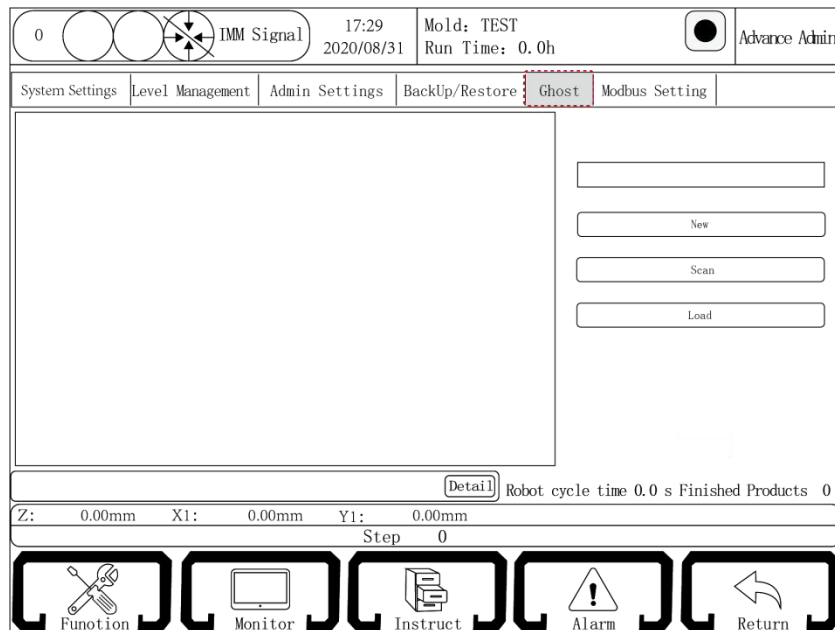 0 IMM Signal 17:29 Mold: TEST Advance Admin
2020/08/31 Run Time: 0.0h
System Settings Level Management Admin Settings BackUp/Restore Ghost Modbus Setting
New
Scan
Load
Detail Robot cycle time 0.0 s Finished Products 0
Z: 0.00mm X1: 0.00mm Y1: 0.00mm
Step 0
Funotion Monitor Instruct Alarm Return